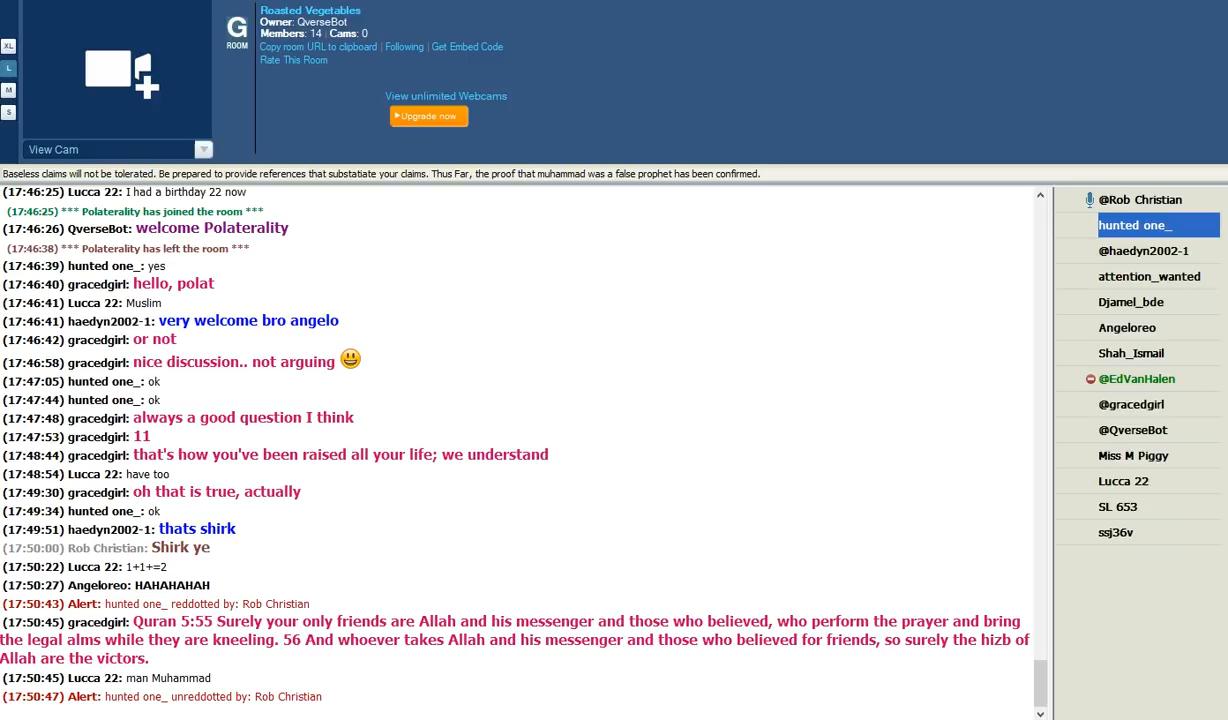 XL
L
M
S
View Cam
G
ROOM
Roasted Vegetables
Owner: QverseBot
Members: 14 | Cams: 0
Copy room URL to clipboard | Following | Get Embed Code
Rate This Room
View unlimited Webcams
Upgrade now
Baseless claims will not be tolerated. Be prepared to provide references that substatiate your claims. Thus Far, the proof that muhammad was a false prophet has been confirmed.
(17:46:25) Lucca 22: I had a birthday 22 now
(17:46:25) *** Polaterality has joined the room ***
(17:46:26) QverseBot: welcome Polaterality
(17:46:38) *** Polaterality has left the room ***
(17:46:39) hunted one_: yes
(17:46:40) gracedgirl: hello, polat
(17:46:41) Lucca 22: Muslim
(17:46:41) haedyn2002-1: very welcome bro angelo
(17:46:42) gracedgirl: or not
(17:46:58) gracedgirl: nice discussion.. not arguing
(17:47:05) hunted one_: ok
(17:47:44) hunted one_: ok
(17:47:48) gracedgirl: always a good question I think
(17:47:53) gracedgirl: 11
(17:48:44) gracedgirl: that's how you've been raised all your life; we understand
(17:48:54) Lucca 22: have too
(17:49:30) gracedgirl: oh that is true, actually
(17:49:34) hunted one_: ok
(17:49:51) haedyn2002-1: thats shirk
(17:50:00) Rob Christian: Shirk ye
(17:50:22) Lucca 22: 1+1+=2
(17:50:27) Angeloreo: HAHAHAHAH
(17:50:43) Alert: hunted one_ reddotted by: Rob Christian
(17:50:45) gracedgirl: Quran 5:55 Surely your only friends are Allah and his messenger and those who believed, who perform the prayer and bring
the legal alms while they are kneeling. 56 And whoever takes Allah and his messenger and those who believed for friends, so surely the hizb of
Allah are the victors.
(17:50:45) Lucca 22: man Muhammad
(17:50:47) Alert: hunted one_ unreddotted by: Rob Christian
@Rob Christian
hunted one_
@haedyn2002-1
attention_wanted
Djamel_bde
Angeloreo
Shah_Ismail
@EdVanHalen
@gracedgirl
@QverseBot
Miss M Piggy
Lucca 22
SL 653
ssj36v